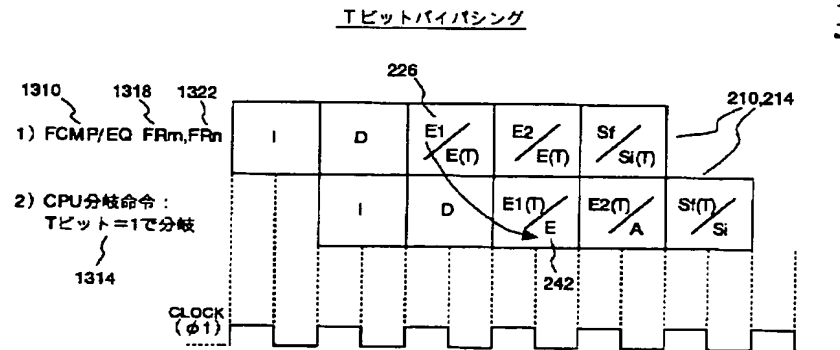 Tビットバイパシング
226
1310 1318 1322
210,214
1) FCMP/EQ FRm,FRn I D E1/E(T) E2/E(T) Sf/Si(T)
2) CPU分岐命令:
Tビット=1で分岐
I D E1(T)/E E2(T)/A Sf(T)/Si
1314
242
CLOCK
(φ1)